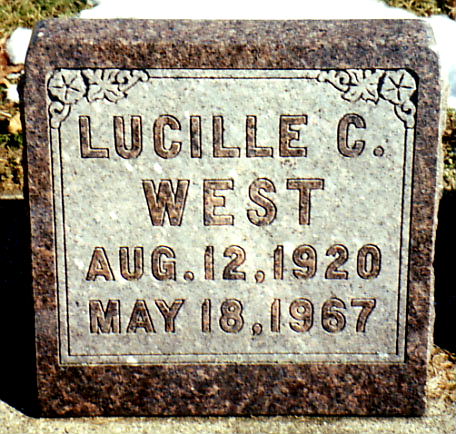 LUCILLE C.
WEST
AUG. 12, 1920
MAY 18, 1967